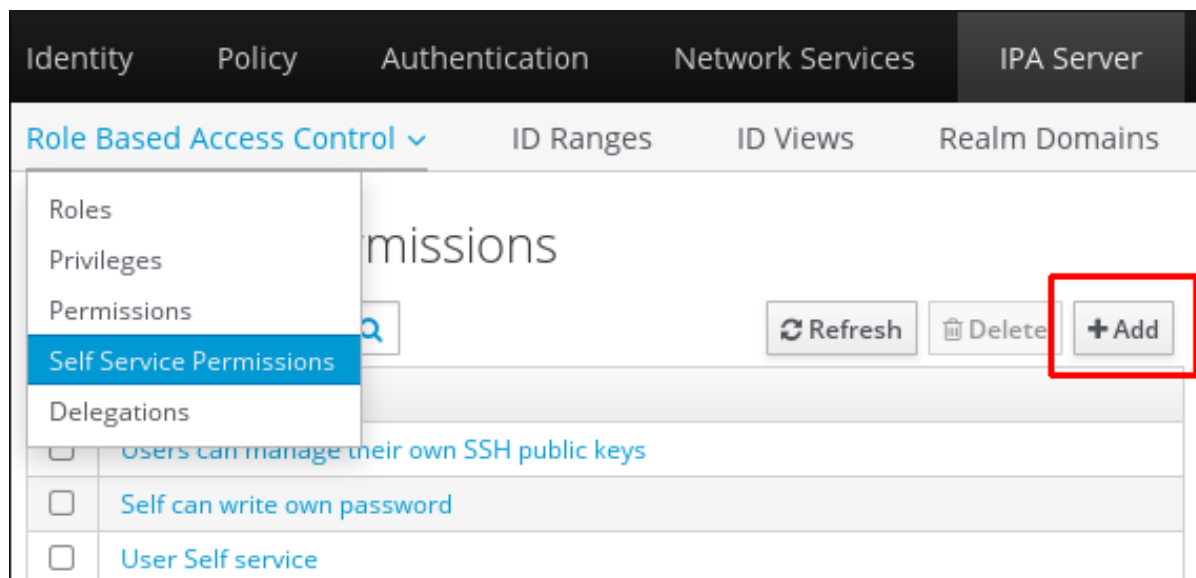 Identity Policy Authentication Network Services IPA Server
Role Based Access Control ID Ranges ID Views Realm Domains
Roles
Privileges
Permissions
Self Service Permissions
Delegations
missions
Refresh Delete Add
Users can manage their own SSH public keys
Self can write own password
User Self service